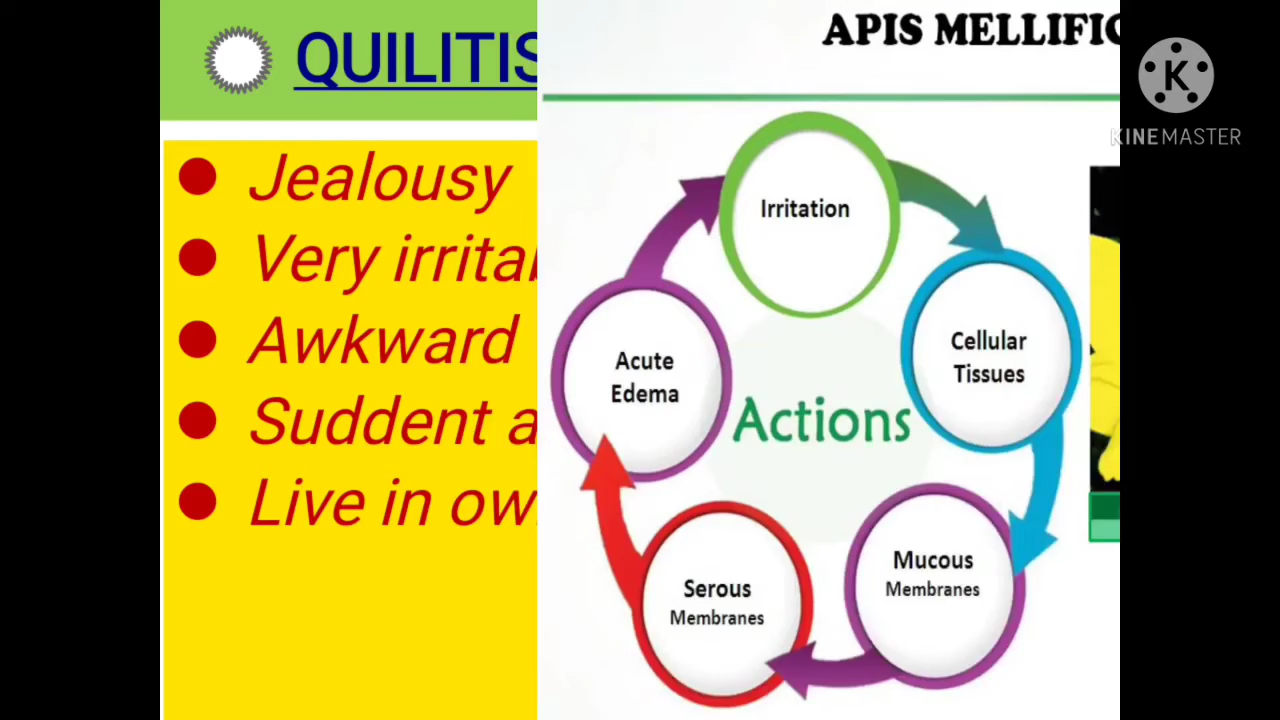 QUILITIS
Jealousy
Very irrita
Awkward
Suddent a
Live in ow
APIS MELLIFIC
Irritation
Cellular
Tissues
Mucous
Membranes
Serous
Membranes
Acute
Edema
Actions
K
KINEMASTER